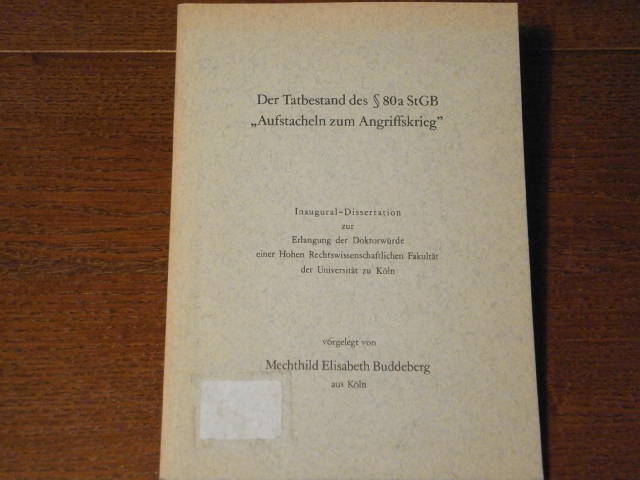 Der Tatbestand des § 80a StGB
„Aufstacheln zum Angriffskrieg”
Inaugural-Dissertation
zur
Erlangung der Doktorwürde
einer Hohen Rechtswissenschaftlichen Fakultät
der Universität zu Köln
vorgelegt von
Mechthild Elisabeth Buddeberg
aus Köln